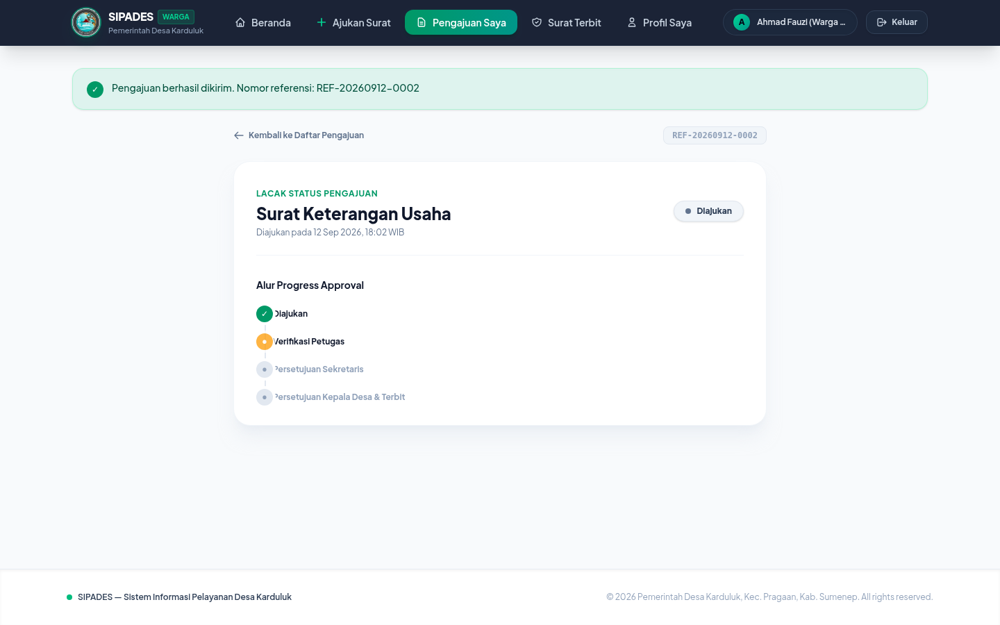 SIPADES WARGA
Pemerintah Desa Karduluk
Beranda
Ajukan Surat
Pengajuan Saya
Surat Terbit
Profil Saya
A Ahmad Fauzi (Warga ...
Keluar
Pengajuan berhasil dikirim. Nomor referensi: REF-20260912-0002
Kembali ke Daftar Pengajuan
REF-20260912-0002
LACAK STATUS PENGAJUAN
Surat Keterangan Usaha
Diajukan pada 12 Sep 2026, 18:02 WIB
Diajukan
Alur Progress Approval
Diajukan
Verifikasi Petugas
Persetujuan Sekretaris
Persetujuan Kepala Desa & Terbit
SIPADES — Sistem Informasi Pelayanan Desa Karduluk
© 2026 Pemerintah Desa Karduluk, Kec. Pragaan, Kab. Sumenep. All rights reserved.